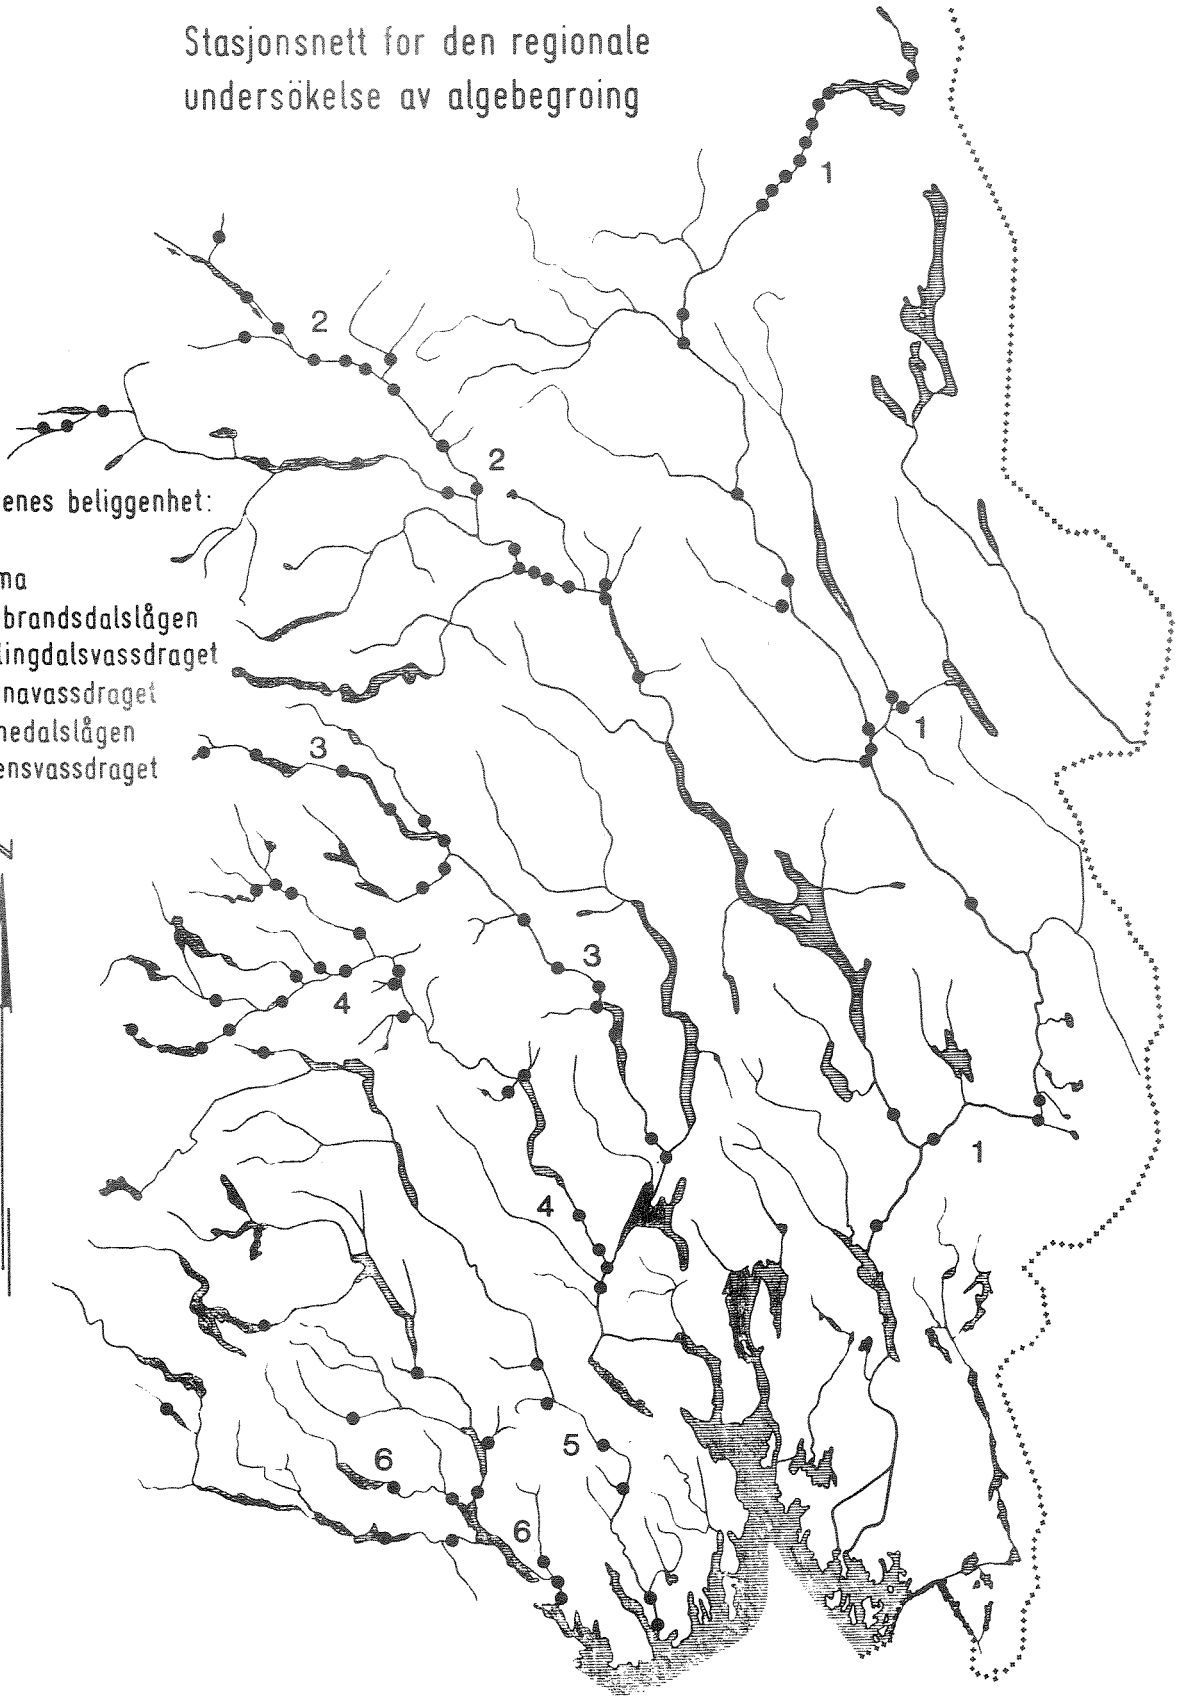 Stasjonsnett for den regionale
undersökelse av algebegroing
1
2
2
enes beliggenhet:
ma
brandsdalslågen
lingdalsvassdraget
navassdraget
medalslågen
ensvassdraget
3
1
3
4
1
4
5
6
6